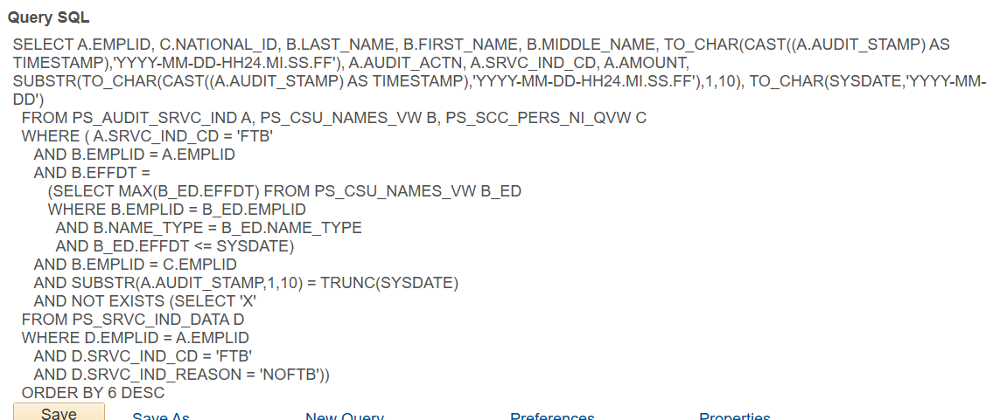 Query SQL
SELECT A.EMPLID, C.NATIONAL_ID, B.LAST_NAME, B.FIRST_NAME, B.MIDDLE_NAME, TO_CHAR(CAST((A.AUDIT_STAMP) AS
TIMESTAMP),'YYYY-MM-DD-HH24.MI.SS.FF'), A.AUDIT_ACTN, A.SRVC_IND_CD, A.AMOUNT,
SUBSTR(TO_CHAR(CAST((A.AUDIT_STAMP) AS TIMESTAMP),'YYYY-MM-DD-HH24.MI.SS.FF'),1,10), TO_CHAR(SYSDATE,'YYYY-MM-
DD')
FROM PS_AUDIT_SRVC_IND A, PS_CSU_NAMES_VW B, PS_SCC_PERS_NI_QVW C
WHERE ( A.SRVC_IND_CD = 'FTB'
AND B.EMPLID = A.EMPLID
AND B.EFFDT =
(SELECT MAX(B_ED.EFFDT) FROM PS_CSU_NAMES_VW B_ED
WHERE B.EMPLID = B_ED.EMPLID
AND B.NAME_TYPE = B_ED.NAME_TYPE
AND B_ED.EFFDT <= SYSDATE)
AND B.EMPLID = C.EMPLID
AND SUBSTR(A.AUDIT_STAMP,1,10) = TRUNC(SYSDATE)
AND NOT EXISTS (SELECT 'X'
FROM PS_SRVC_IND_DATA D
WHERE D.EMPLID = A.EMPLID
AND D.SRVC_IND_CD = 'FTB'
AND D.SRVC_IND_REASON = 'NOFTB'))
ORDER BY 6 DESC
Save Save As New Query Preferences Properties